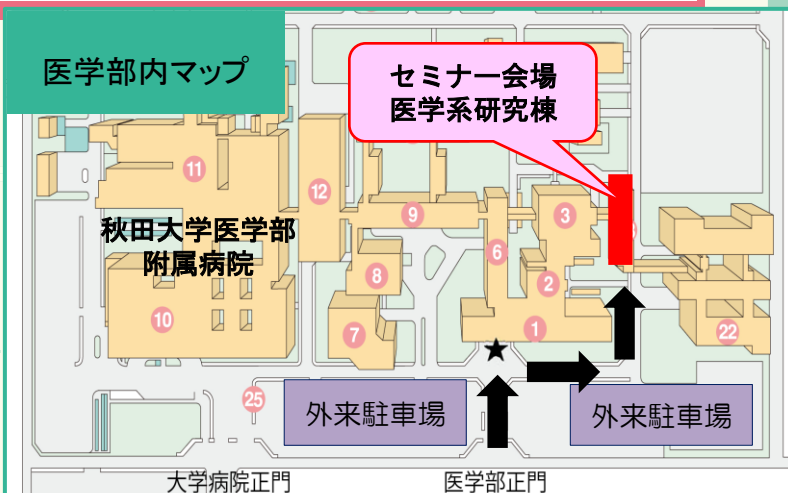 医学部内マップ
セミナー会場
医学系研究棟
11
12
9
3
秋田大学医学部
附属病院
6
8
2
10
7
1
22
★
25
外来駐車場
外来駐車場
大学病院正門
医学部正門